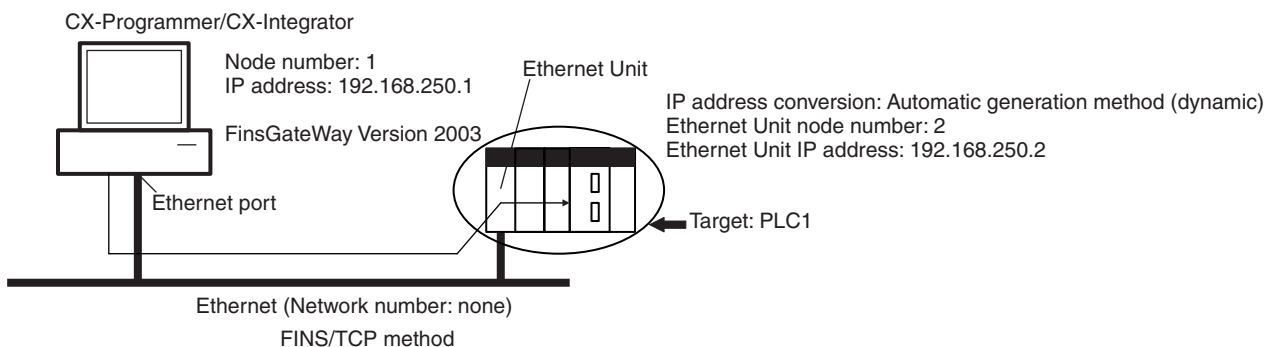 CX-Programmer/CX-Integrator
Node number: 1
IP address: 192.168.250.1
FinsGateWay Version 2003
Ethernet port
Ethernet Unit
IP address conversion: Automatic generation method (dynamic)
Ethernet Unit node number: 2
Ethernet Unit IP address: 192.168.250.2
Target: PLC1
Ethernet (Network number: none)
FINS/TCP method